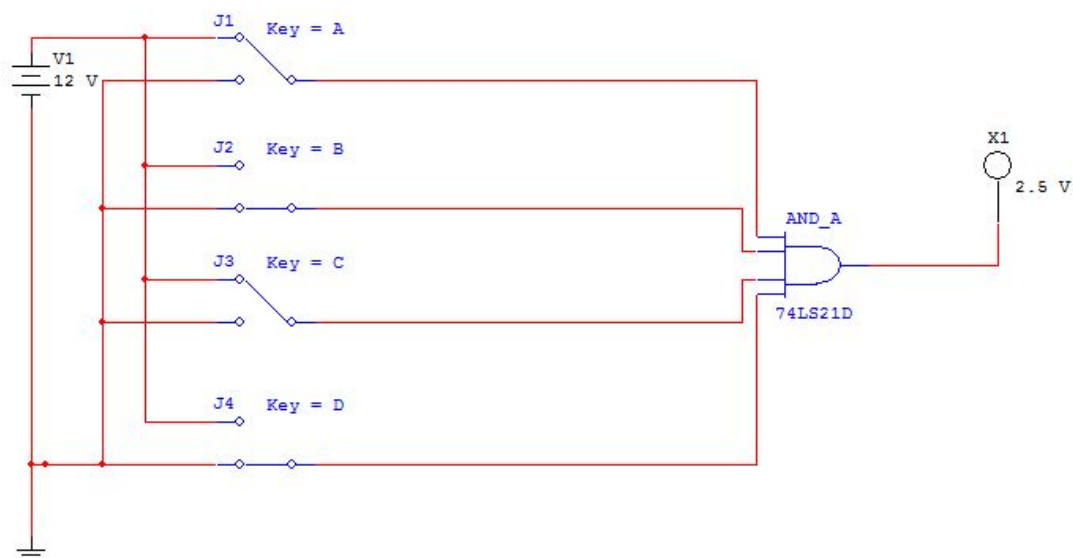 J1 Key = A
V1
12 V
J2 Key = B
X1
2.5 V
AND_A
J3 Key = C
74LS21D
J4 Key = D